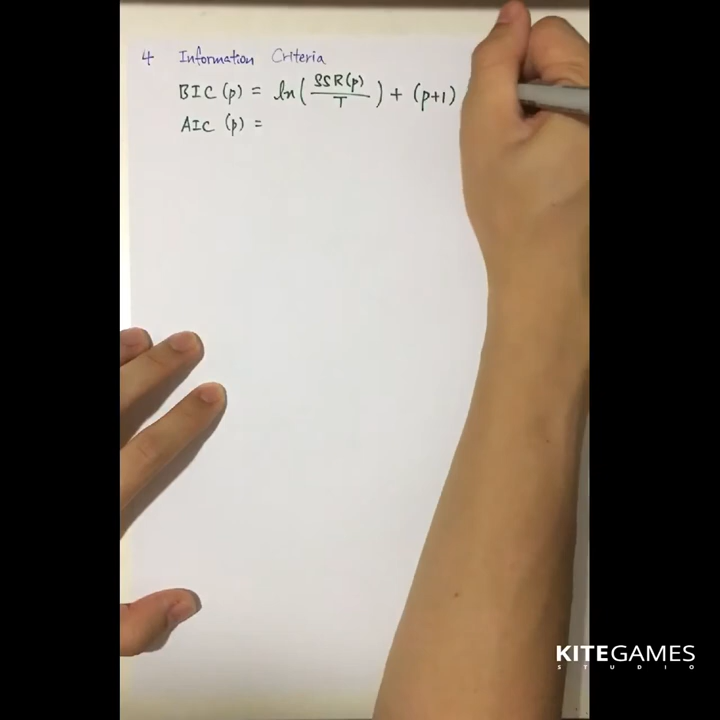 4 Information Criteria
BIC (p) = ln( SSR(p) / T ) + (p+1)
AIC (p) =
KITEGAMES
STUDIO